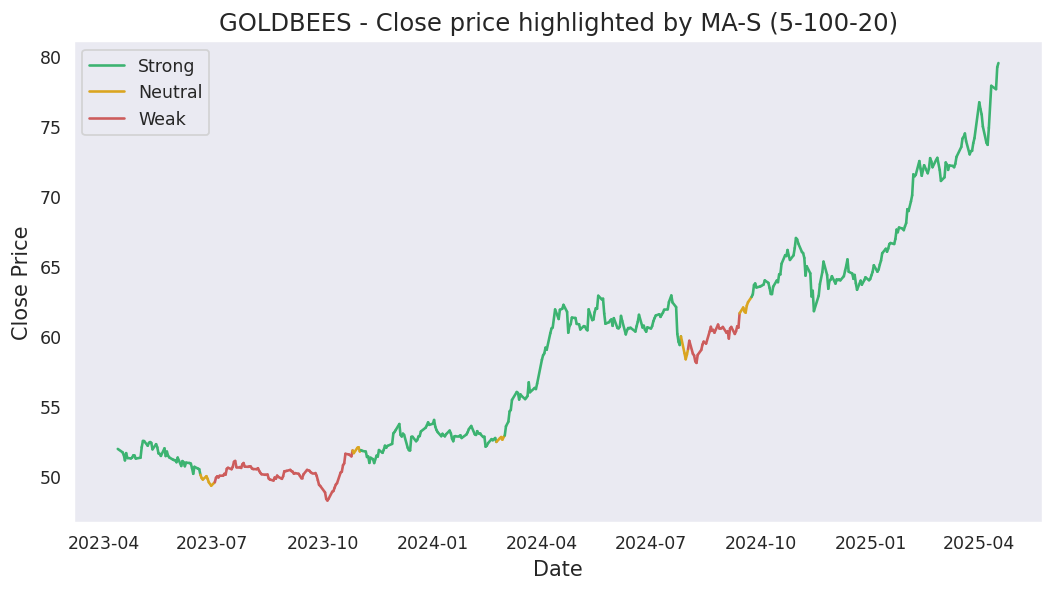 GOLDBEES - Close price highlighted by MA-S (5-100-20)
Strong
Neutral
Weak
Close Price
80
75
70
65
60
55
50
2023-04 2023-07 2023-10 2024-01 2024-04 2024-07 2024-10 2025-01 2025-04
Date